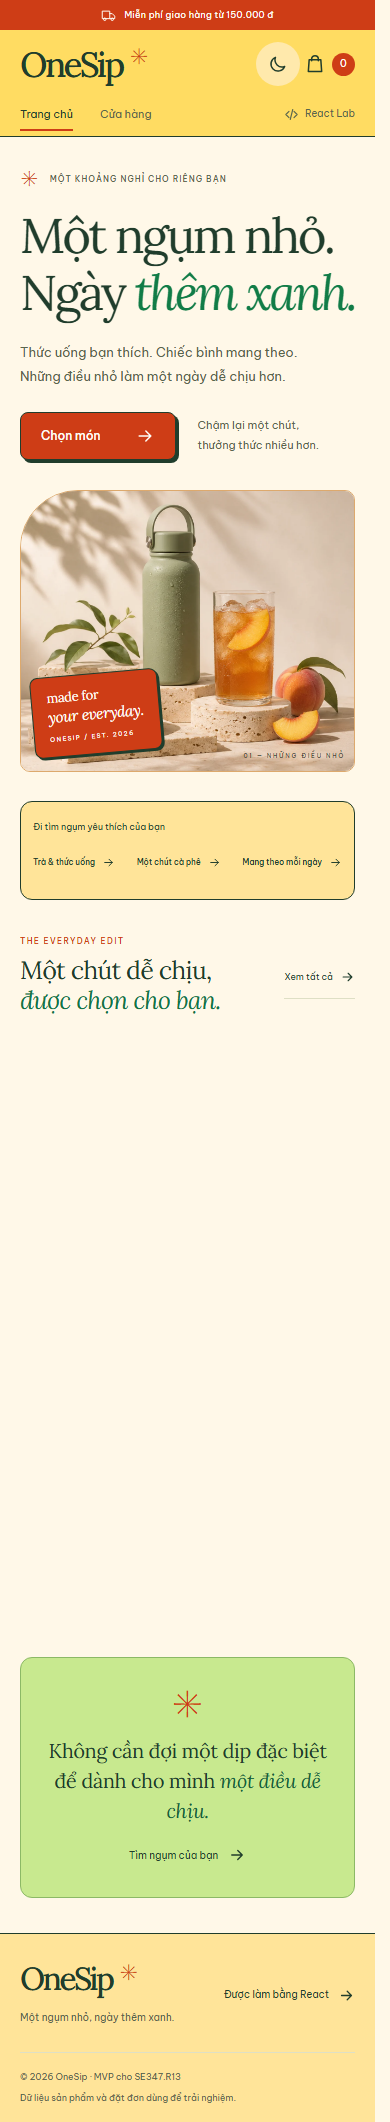 Miễn phí giao hàng từ 150.000 đ
OneSip
0
Trang chủ
Cửa hàng
React Lab
MỘT KHOẢNG NGHỈ CHO RIÊNG BẠN
Một ngụm nhỏ.
Ngày thêm xanh.
Thức uống bạn thích. Chiếc bình mang theo.
Những điều nhỏ làm một ngày dễ chịu hơn.
Chọn món
Chậm lại một chút,
thưởng thức nhiều hơn.
made for
your everyday.
ONESIP / EST. 2026
01 — NHỮNG ĐIỀU NHỎ
Đi tìm ngụm yêu thích của bạn
Trà & thức uống
Một chút cà phê
Mang theo mỗi ngày
THE EVERYDAY EDIT
Một chút dễ chịu,
được chọn cho bạn.
Xem tất cả
Không cần đợi một dịp đặc biệt
để dành cho mình một điều dễ
chịu.
Tìm ngụm của bạn
OneSip
Được làm bằng React
Một ngụm nhỏ, ngày thêm xanh.
© 2026 OneSip · MVP cho SE347.R13
Dữ liệu sản phẩm và đặt đơn dùng để trải nghiệm.